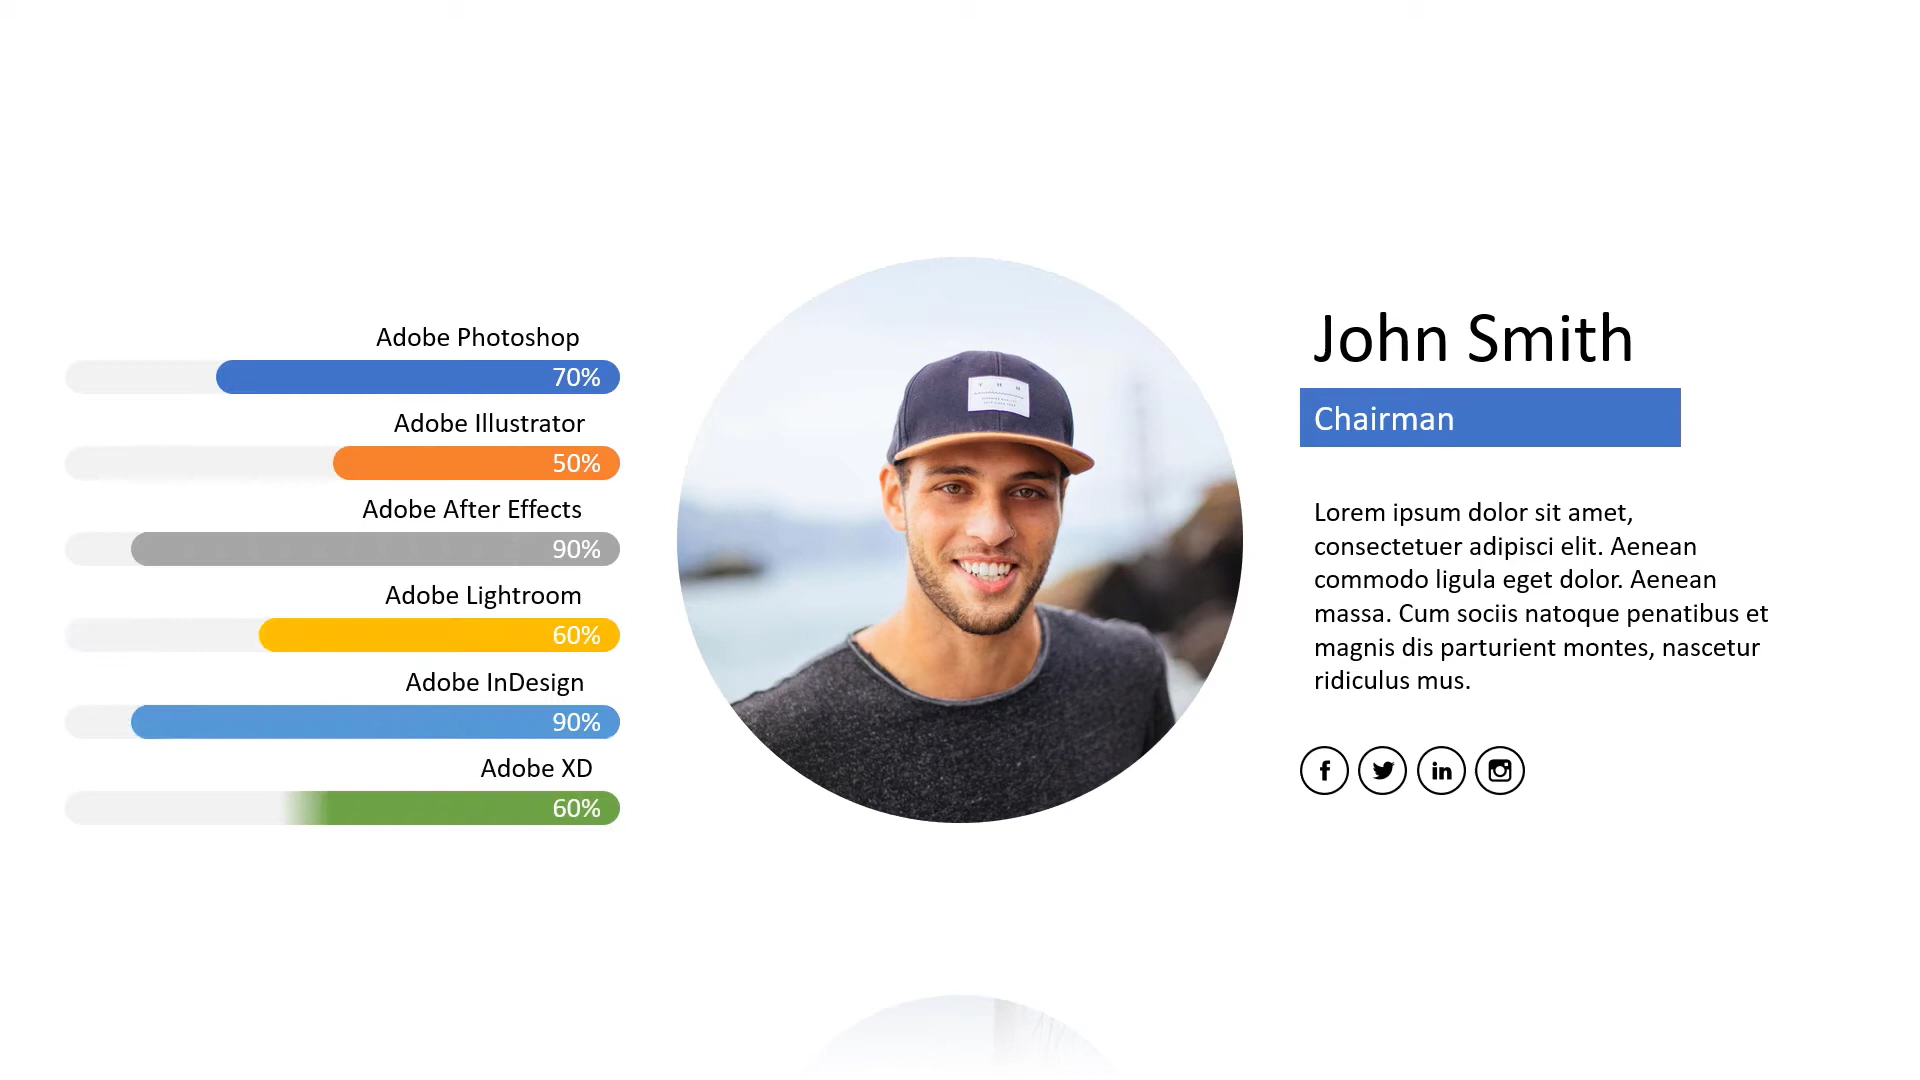 Adobe Photoshop
70%
Adobe Illustrator
50%
Adobe After Effects
90%
Adobe Lightroom
60%
Adobe InDesign
90%
Adobe XD
60%
John Smith
Chairman
Lorem ipsum dolor sit amet,
consectetuer adipisci elit. Aenean
commodo ligula eget dolor. Aenean
massa. Cum sociis natoque penatibus et
magnis dis parturient montes, nascetur
ridiculus mus.